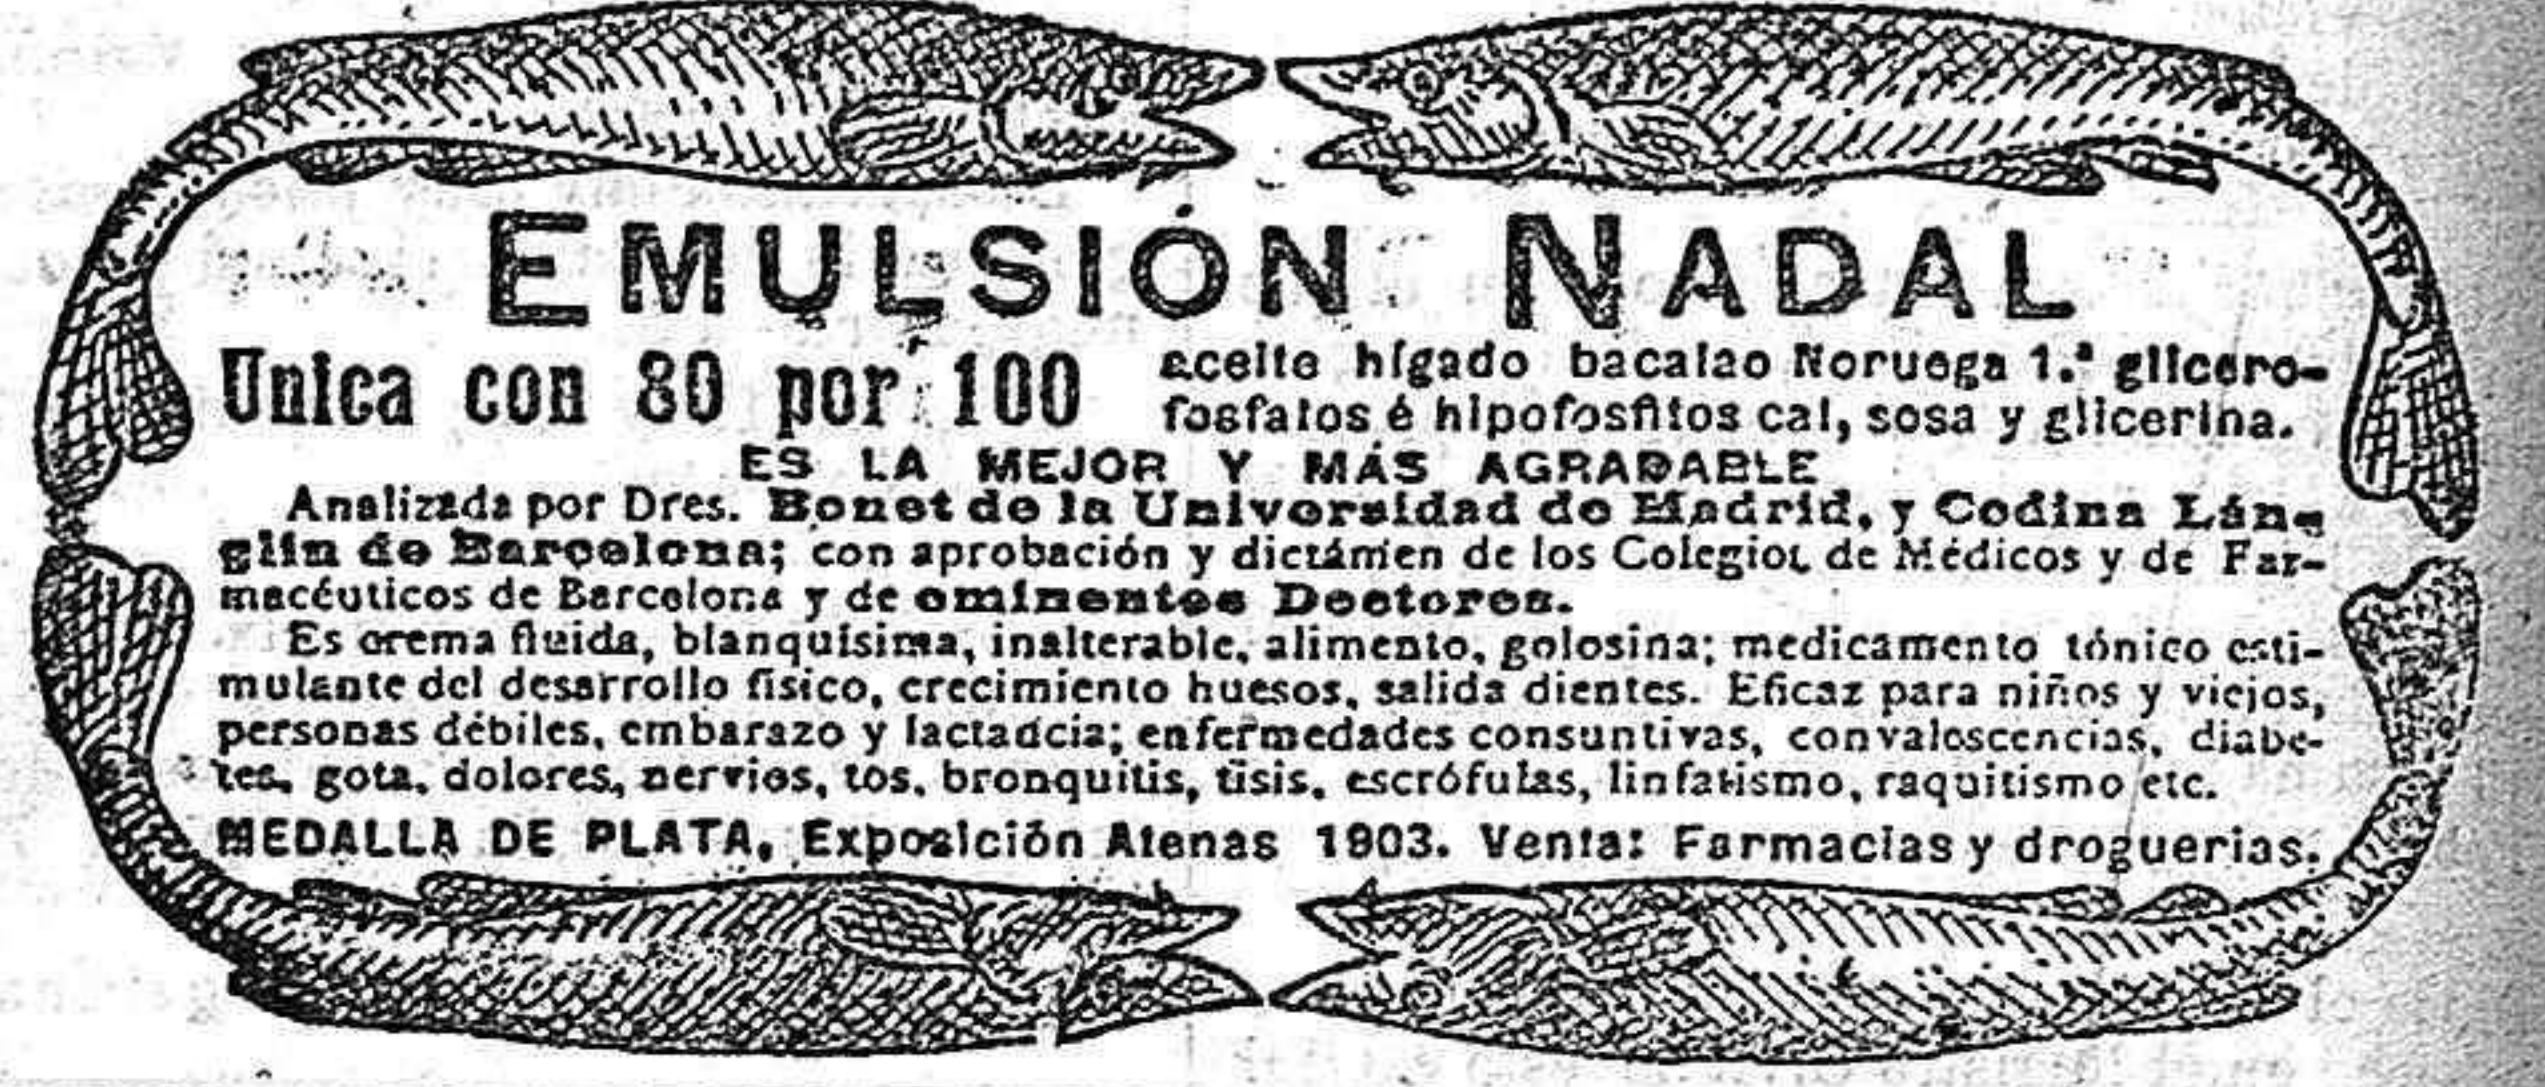 EMULSIÓN NADAL
Unica con 80 por 100 aceite hígado bacalao Noruega 1.ª glicero-
fosfatos é hipofosfitos cal, sosa y glicerina.
ES LA MEJOR Y MÁS AGRADABLE
Analizada por Dres. Bonet de la Universidad de Madrid, y Codina Län-
glin de Barcelona; con aprobación y dictámen de los Colegios de Médicos y de Far-
macéuticos de Barcelona y de eminentes Doctores.
Es crema fluida, blanquísima, inalterable, alimento, golosina; medicamento tónico esti-
mulante del desarrollo físico, crecimiento huesos, salida dientes. Eficaz para niños y viejos,
personas débiles, embarazo y lactancia; enfermedades consuntivas, convalescencias, diabe-
tes, gota, dolores, nervios, tos, bronquitis, tisis, escrófulas, linfatismo, raquitismo etc.
MEDALLA DE PLATA, Exposición Atenas 1903. Venta: Farmacias y droguerias.